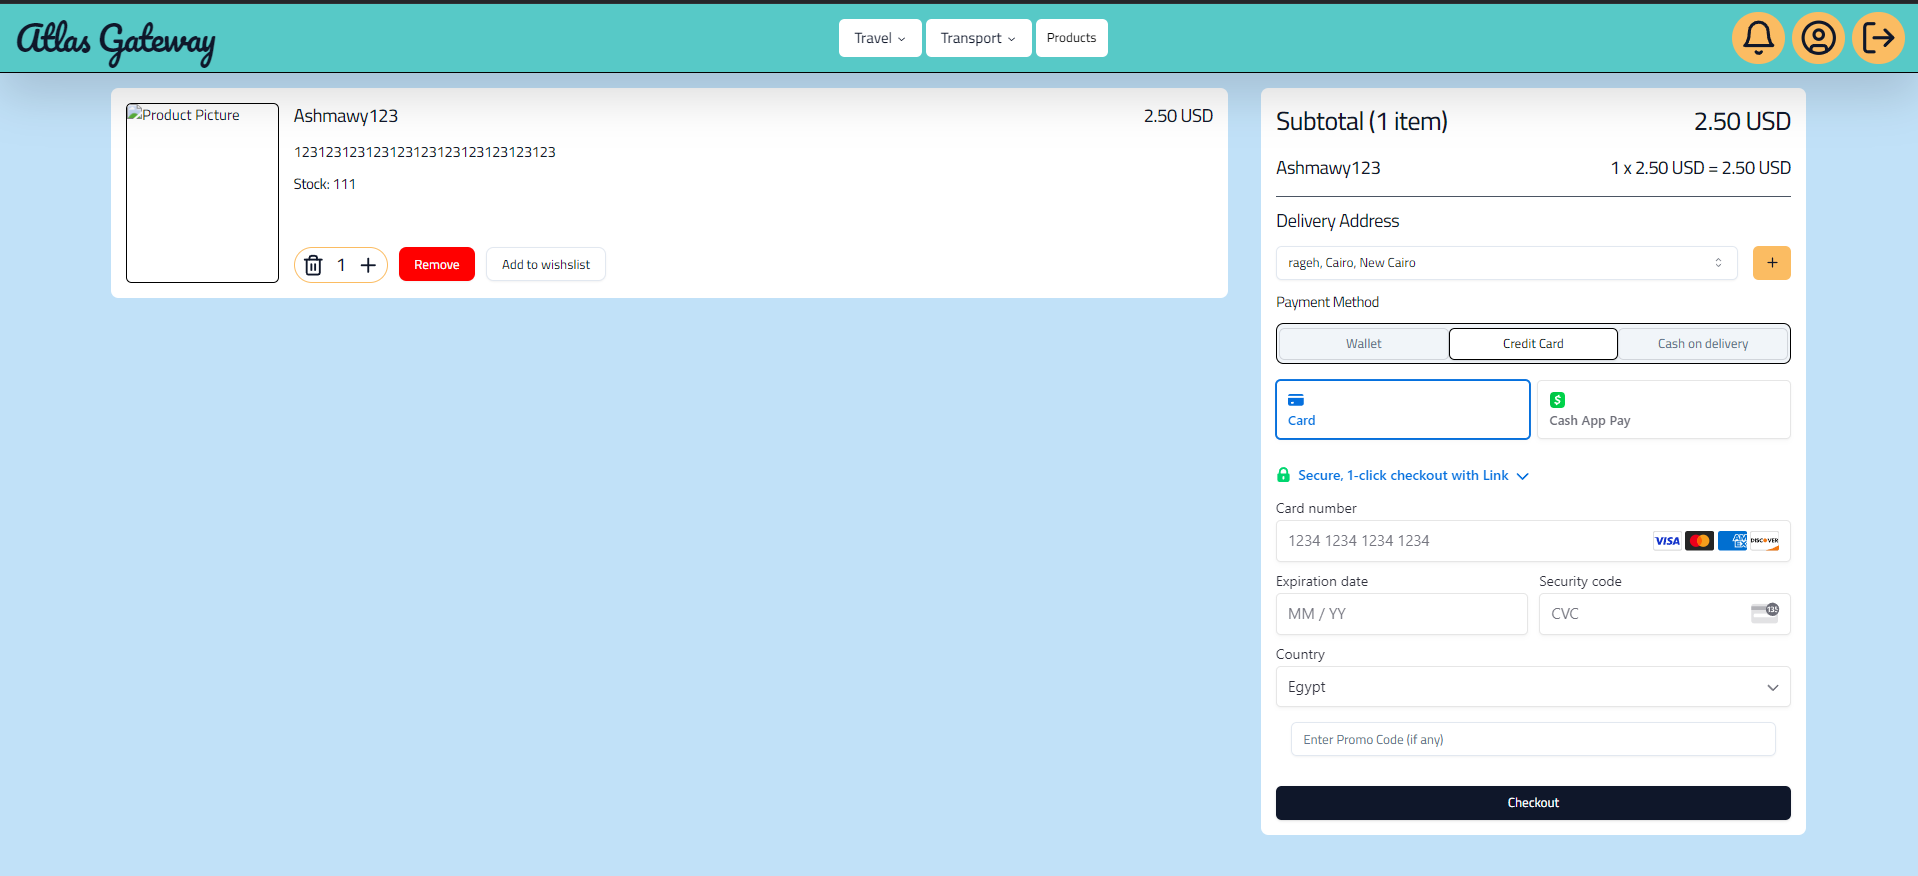 Atlas Gateway
Travel
Transport
Products
Product Picture
Ashmawy123
2.50 USD
123123123123123123123123123123123
Stock: 111
1
Remove
Add to wishslist
Subtotal (1 item)
2.50 USD
Ashmawy123
1 x 2.50 USD = 2.50 USD
Delivery Address
rageh, Cairo, New Cairo
+
Payment Method
Wallet
Credit Card
Cash on delivery
$
Card
Cash App Pay
Secure, 1-click checkout with Link
Card number
1234 1234 1234 1234
VISA
AMEX
DISCOVER
Expiration date
Security code
MM / YY
CVC
135
Country
Egypt
Enter Promo Code (if any)
Checkout